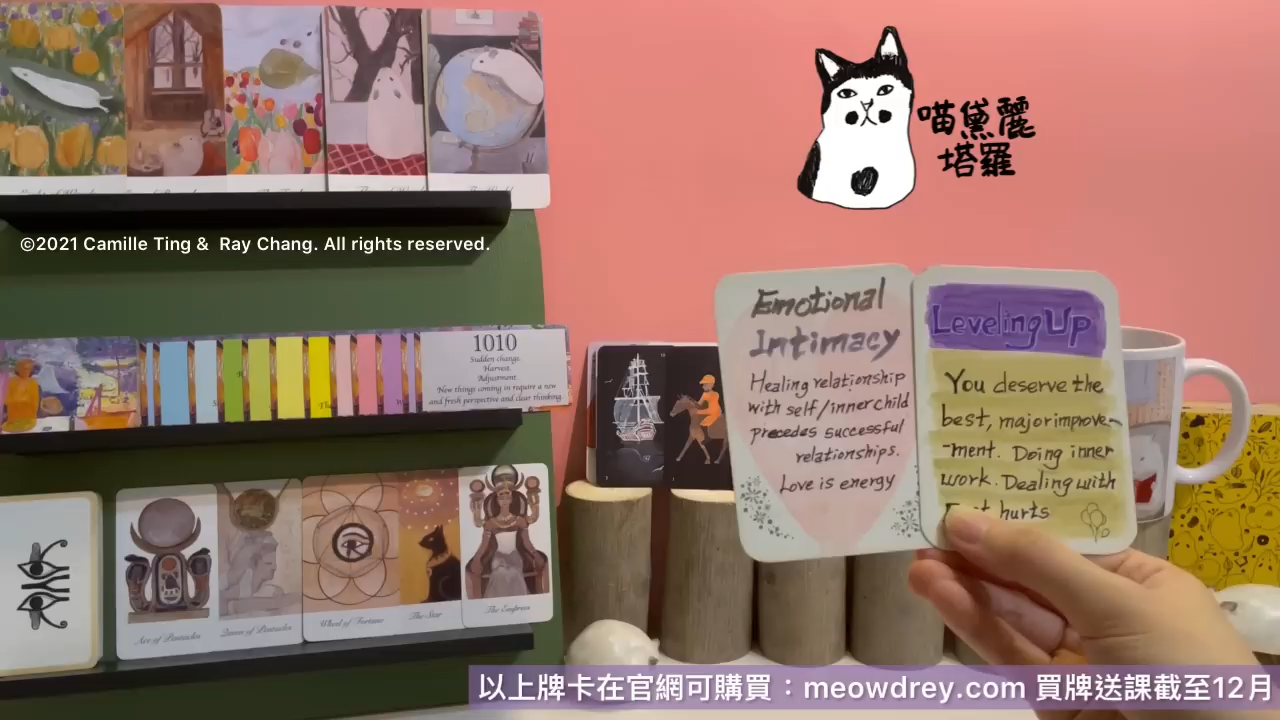 喵黛麗
塔羅
©2021 Camille Ting & Ray Chang. All rights reserved.
1010
Sudden change.
Harvest.
Adjustment
New things coming in require a new
and fresh perspective and clear thinking
Emotional
Intimacy
Healing relationship
with self/inner child
precedes successful
relationships.
Love is energy
Leveling Up
You deserve the
best, major improve-
-ment. Doing inner
work. Dealing with
hurts
Ace of Pentacles
Queen of Pentacles
Wheel of Fortune
The Star
The Empress
以上牌卡在官網可購買：meowdrey.com 買牌送課截至12月